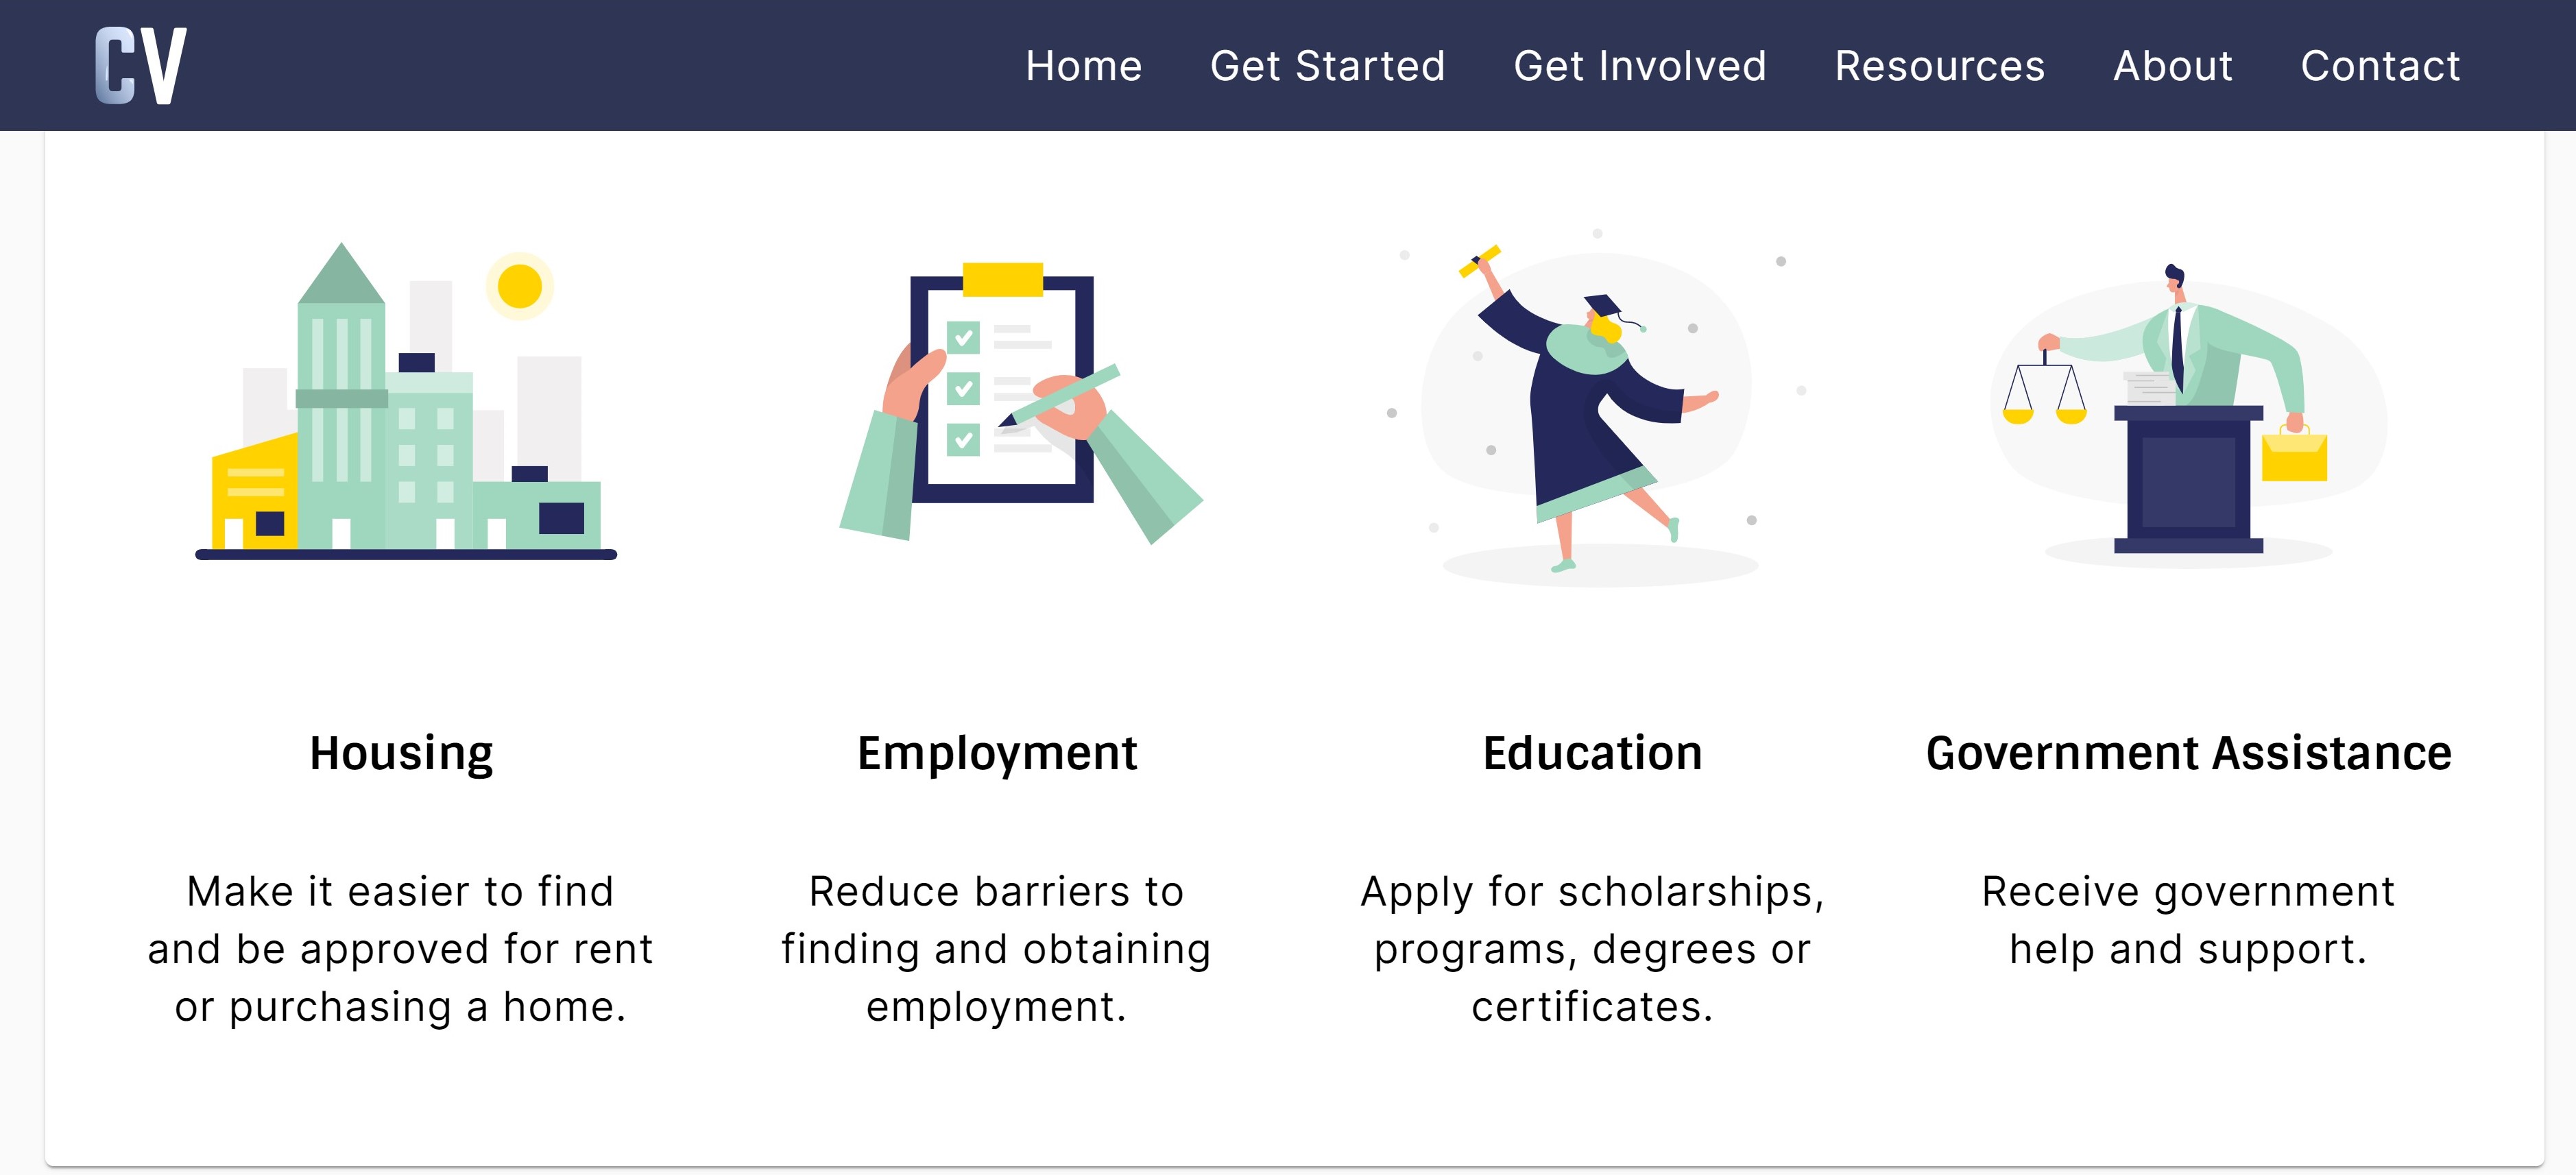 CV
Home Get Started Get Involved Resources About Contact
Housing
Make it easier to find
and be approved for rent
or purchasing a home.
Employment
Reduce barriers to
finding and obtaining
employment.
Education
Apply for scholarships,
programs, degrees or
certificates.
Government Assistance
Receive government
help and support.